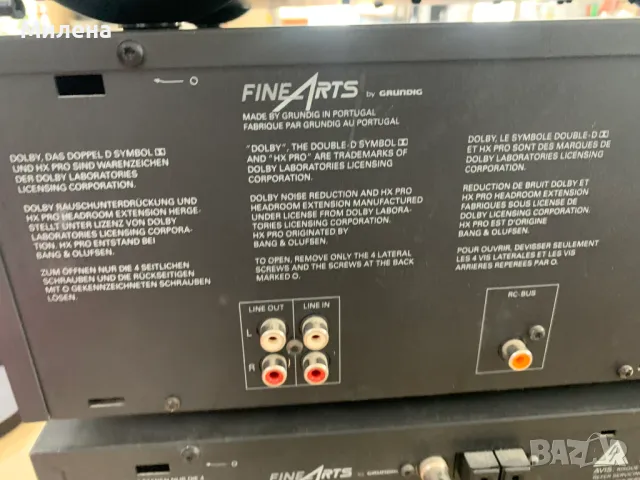 Milena
O
FINE ARTS by GRUNDIG
MADE BY GRUNDIG IN PORTUGAL
FABRIQUE PAR GRUNDIG AU PORTUGAL
DOLBY, DAS DOPPEL D SYMBOL
UND HX PRO SIND WARENZEICHEN
DER DOLBY LABORATORIES
LICENSING CORPORATION.
DOLBY RAUSCHUNTERDRÜCKUNG UND
HX PRO HEADROOM EXTENSION HERGE-
STELLT UNTER LIZENZ VON DOLBY
LABORATORIES LICENSING CORPORA-
TION. HX PRO ENTSTAND BEI
BANG & OLUFSEN.
ZUM ÖFFNEN NUR DIE 4 SEITLICHEN
SCHRAUBEN UND DIE RÜCKSEITIGEN
MIT O GEKENNZEICHNETEN SCHRAUBEN
LÖSEN.
"DOLBY", THE DOUBLE-D SYMBOL
AND "HX PRO" ARE TRADEMARKS OF
DOLBY LABORATORIES LICENSING
CORPORATION.
DOLBY NOISE REDUCTION AND HX PRO
HEADROOM EXTENSION MANUFACTURED
UNDER LICENSE FROM DOLBY LABORA-
TORIES LICENSING CORPORATION.
HX PRO ORIGINATED BY
BANG & OLUFSEN.
TO OPEN, REMOVE ONLY THE 4 LATERAL
SCREWS AND THE SCREWS AT THE BACK
MARKED O.
DOLBY, LE SYMBOLE DOUBLE-D
ET HX PRO SONT DES MARQUES DE
DOLBY LABORATORIES LICENSING
CORPORATION.
REDUCTION DE BRUIT DOLBY ET
HX PRO HEADROOM EXTENSION
FABRIQUES SOUS LICENSE DE
DOLBY LABORATORIES LICENSING
CORPORATION.
HX PRO EST D'ORIGINE
BANG & OLUFSEN.
POUR OUVRIR, DEVISSER SEULEMENT
LES 4 VIS LATERALES ET LES VIS
ARRIERES REPEREES PAR O.
LINE OUT LINE IN
L
R
RC-BUS
O
FINE ARTS
AVIS:
BAZAR